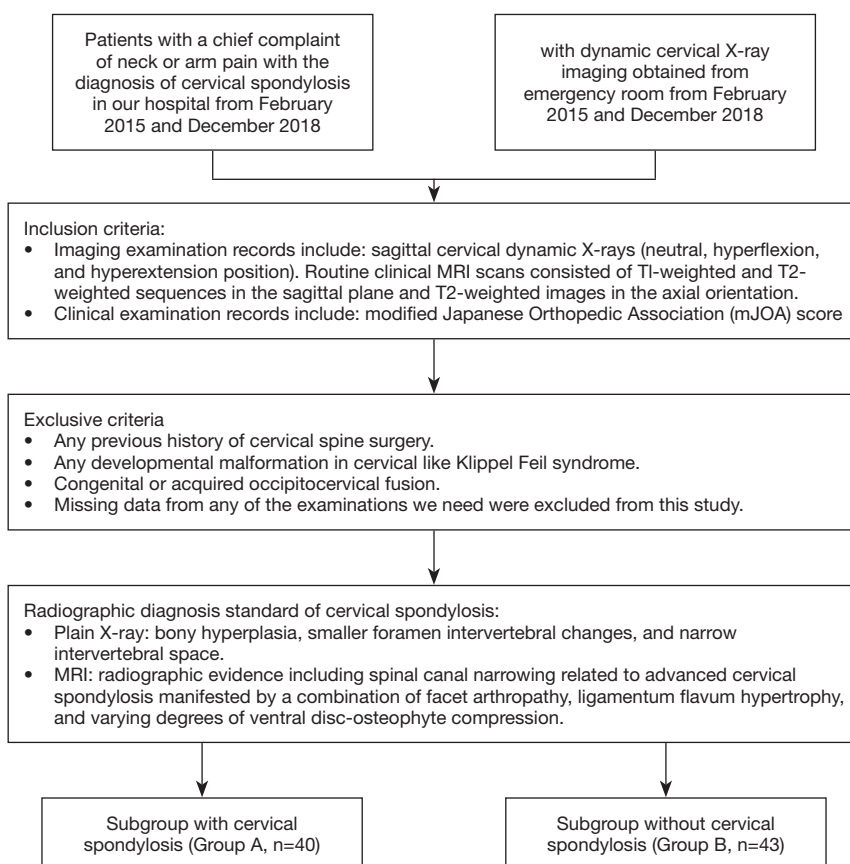 Patients with a chief complaint
of neck or arm pain with the
diagnosis of cervical spondylosis
in our hospital from February
2015 and December 2018
with dynamic cervical X-ray
imaging obtained from
emergency room from February
2015 and December 2018
Inclusion criteria:
• Imaging examination records include: sagittal cervical dynamic X-rays (neutral, hyperflexion,
and hyperextension position). Routine clinical MRI scans consisted of Tl-weighted and T2-
weighted sequences in the sagittal plane and T2-weighted images in the axial orientation.
• Clinical examination records include: modified Japanese Orthopedic Association (mJOA) score
Exclusive criteria
• Any previous history of cervical spine surgery.
• Any developmental malformation in cervical like Klippel Feil syndrome.
• Congenital or acquired occipitocervical fusion.
• Missing data from any of the examinations we need were excluded from this study.
Radiographic diagnosis standard of cervical spondylosis:
• Plain X-ray: bony hyperplasia, smaller foramen intervertebral changes, and narrow
intervertebral space.
• MRI: radiographic evidence including spinal canal narrowing related to advanced cervical
spondylosis manifested by a combination of facet arthropathy, ligamentum flavum hypertrophy,
and varying degrees of ventral disc-osteophyte compression.
Subgroup with cervical
spondylosis (Group A, n=40)
Subgroup without cervical
spondylosis (Group B, n=43)